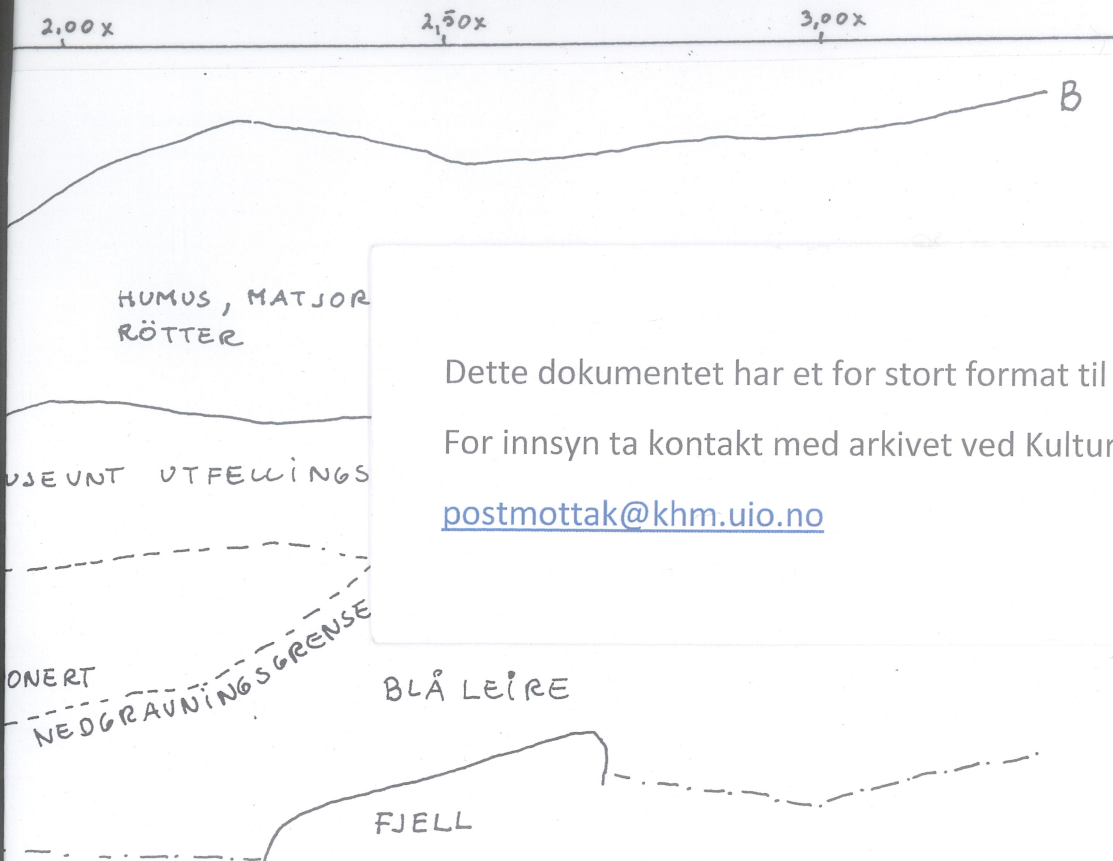 2,00x 2,50x 3,00x
B
HUMUS, MATJOR
RÖTTER
Dette dokumentet har et for stort format til
For innsyn ta kontakt med arkivet ved Kultur
postmottak@khm.uio.no
UTFELLINGS
ONERT
NEDGRAVNINGSGRENSE
BLÅ LEIRE
FJELL